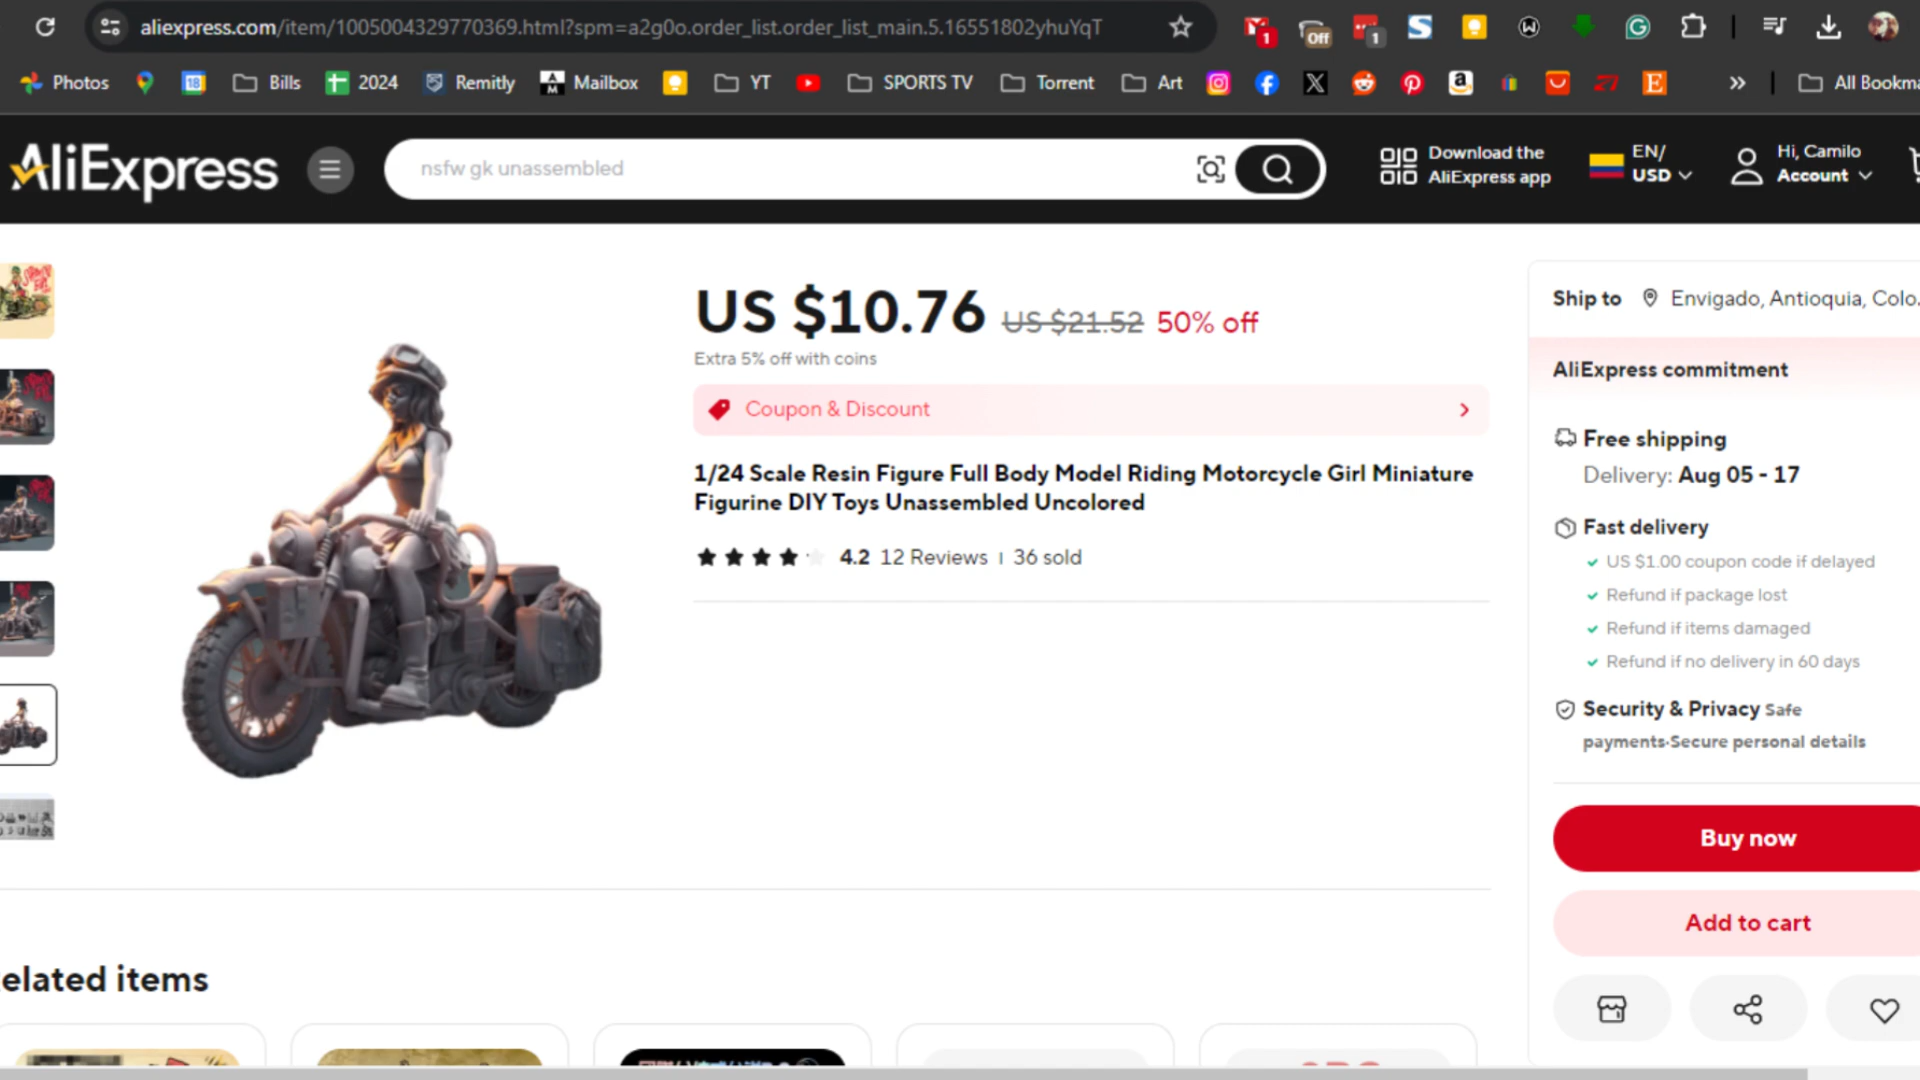 aliexpress.com/item/1005004329770369.html?spm=a2g0o.order_list.order_list_main.5.16551802yhuYqT
1
Off
1
Photos
18
Bills
2024
Remitly
Mailbox
YT
SPORTS TV
Torrent
Art
»
All Bookma
AliExpress
nsfw gk unassembled
Download the
AliExpress app
EN/
USD
Hi, Camilo
Account
US $10.76 US $21.52 50% off
Extra 5% off with coins
Coupon & Discount
1/24 Scale Resin Figure Full Body Model Riding Motorcycle Girl Miniature
Figurine DIY Toys Unassembled Uncolored
4.2 12 Reviews | 36 sold
Ship to Envigado, Antioquia, Colo.
AliExpress commitment
Free shipping
Delivery: Aug 05 - 17
Fast delivery
US $1.00 coupon code if delayed
Refund if package lost
Refund if items damaged
Refund if no delivery in 60 days
Security & Privacy Safe
payments·Secure personal details
Buy now
Add to cart
elated items